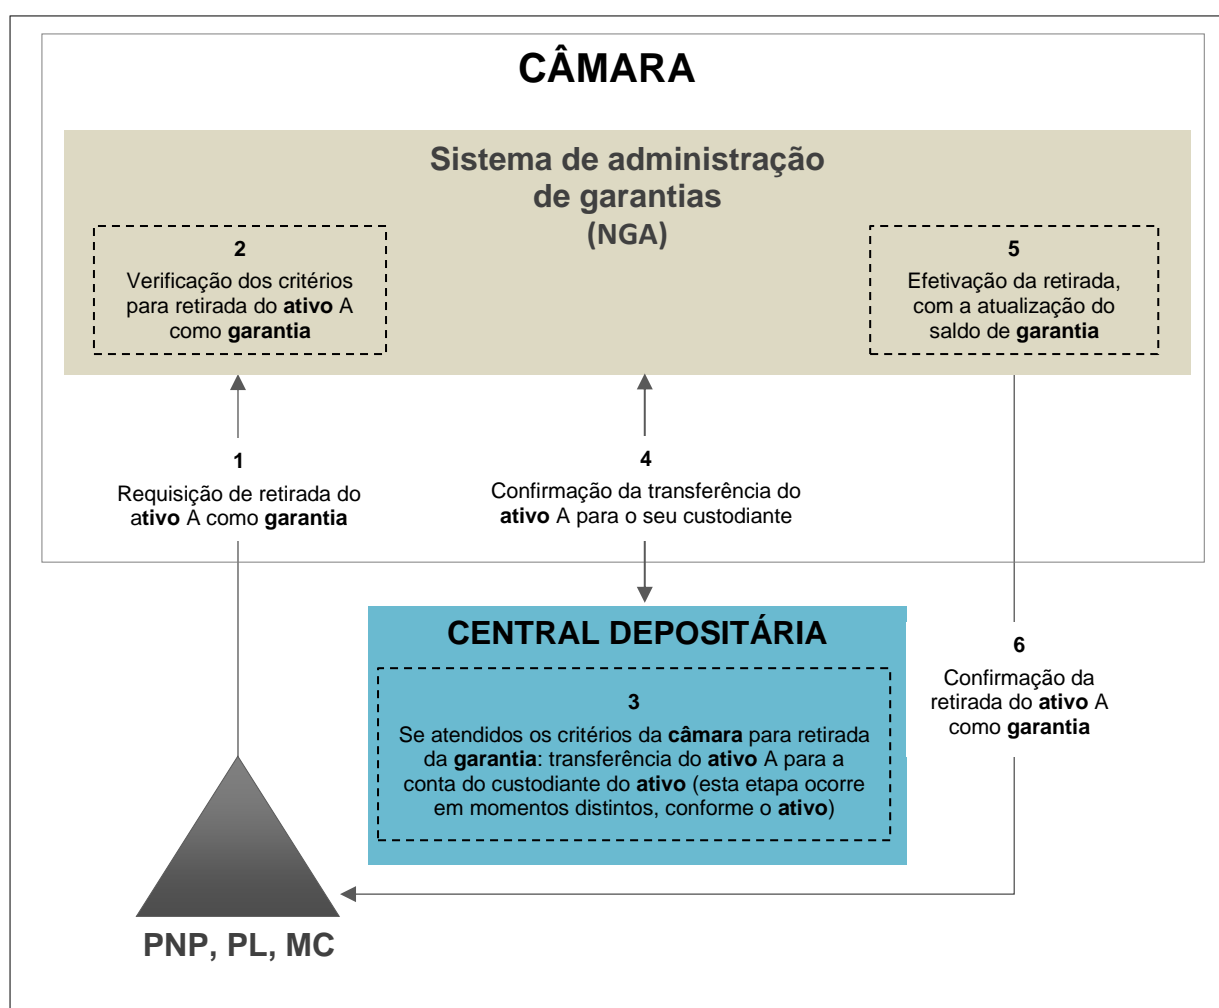 CÂMARA
Sistema de administração
de garantias
(NGA)
2
Verificação dos critérios
para retirada do ativo A
como garantia
5
Efetivação da retirada,
com a atualização do
saldo de garantia
1
Requisição de retirada do
ativo A como garantia
4
Confirmação da transferência do
ativo A para o seu custodiante
CENTRAL DEPOSITÁRIA
3
Se atendidos os critérios da câmara para retirada
da garantia: transferência do ativo A para a
conta do custodiante do ativo (esta etapa ocorre
em momentos distintos, conforme o ativo)
6
Confirmação da
retirada do ativo A
como garantia
PNP, PL, MC